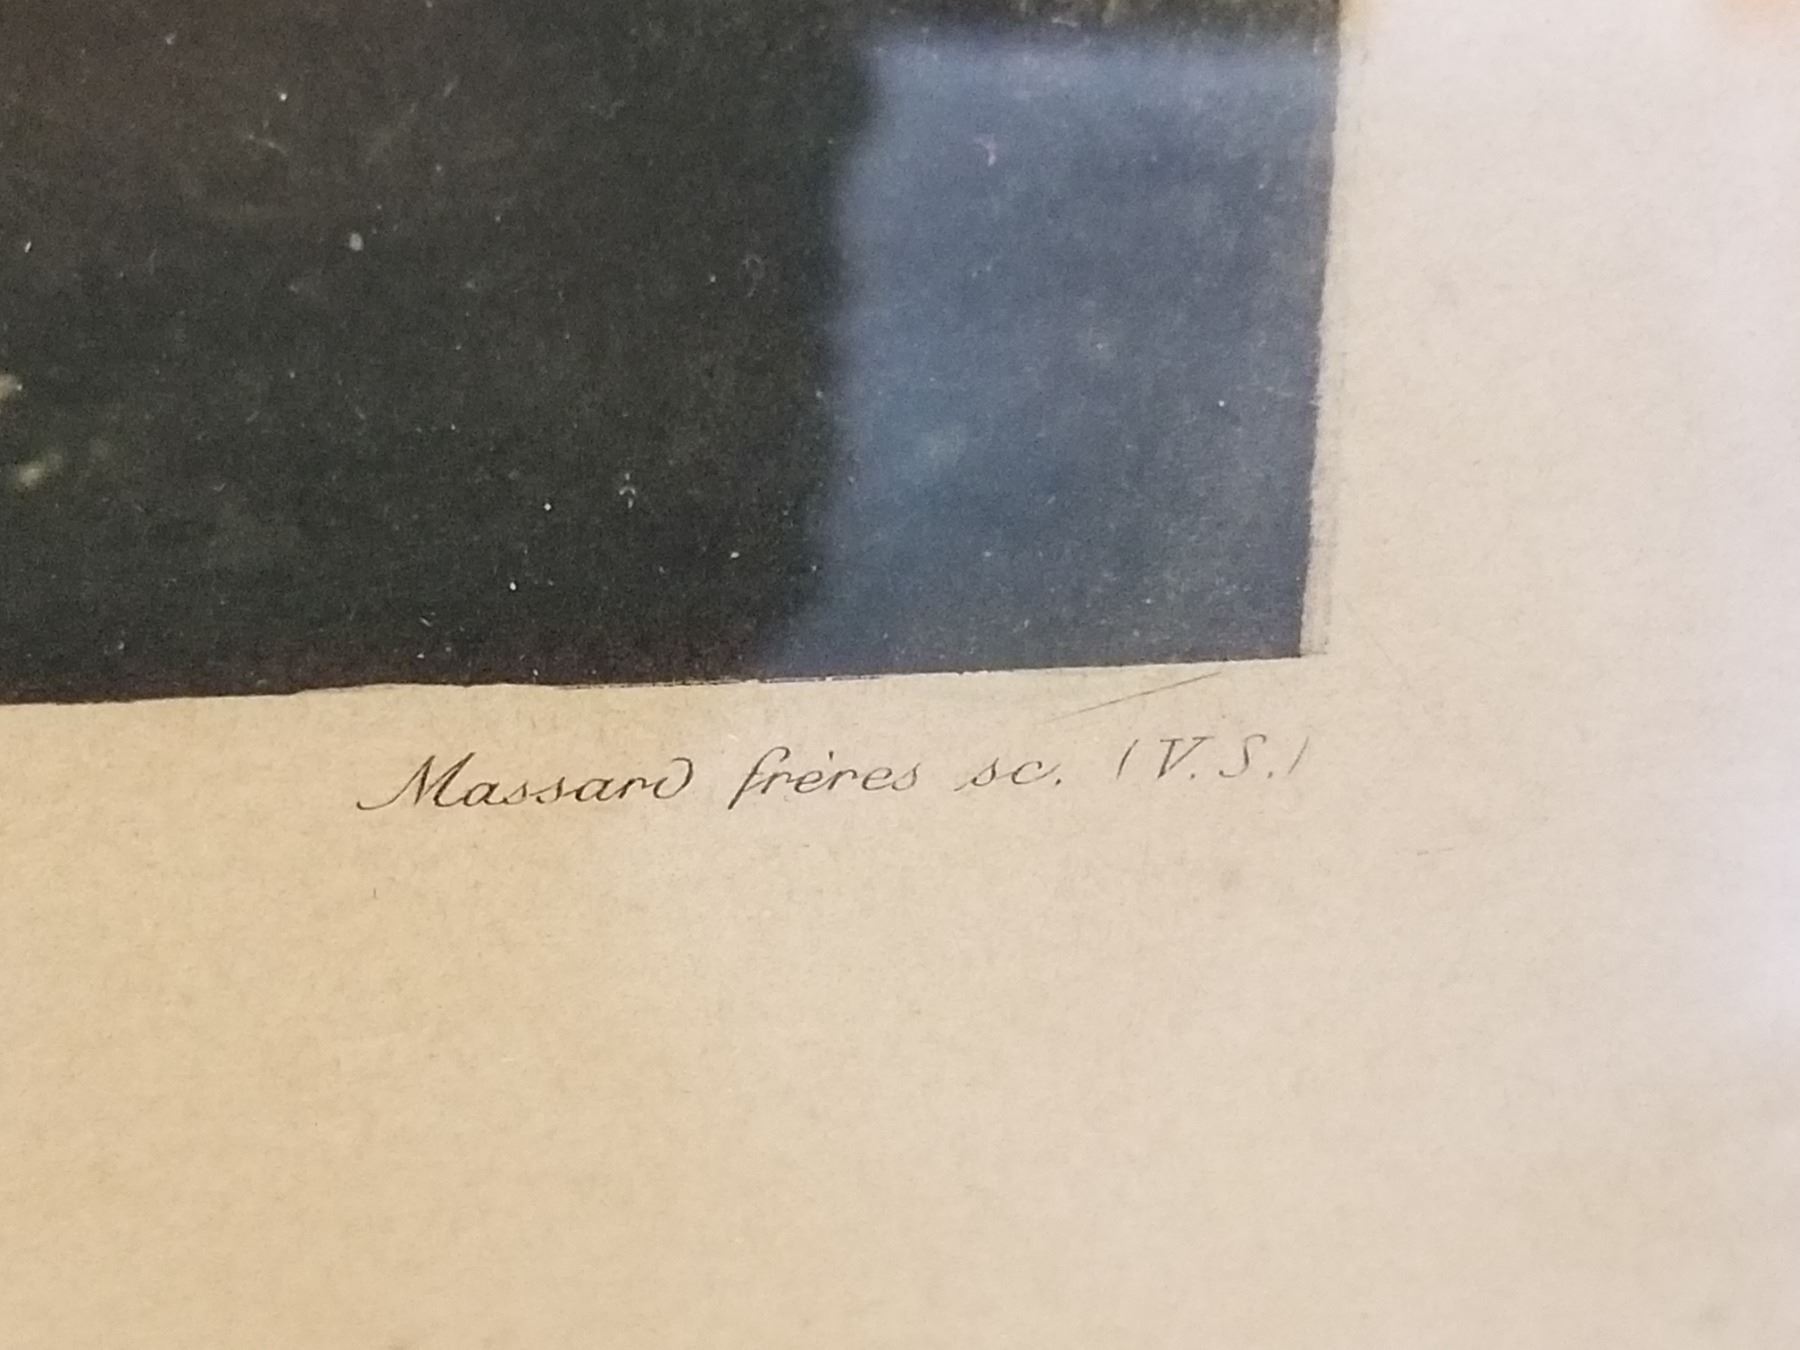 Massard frères sc. (V.S.)